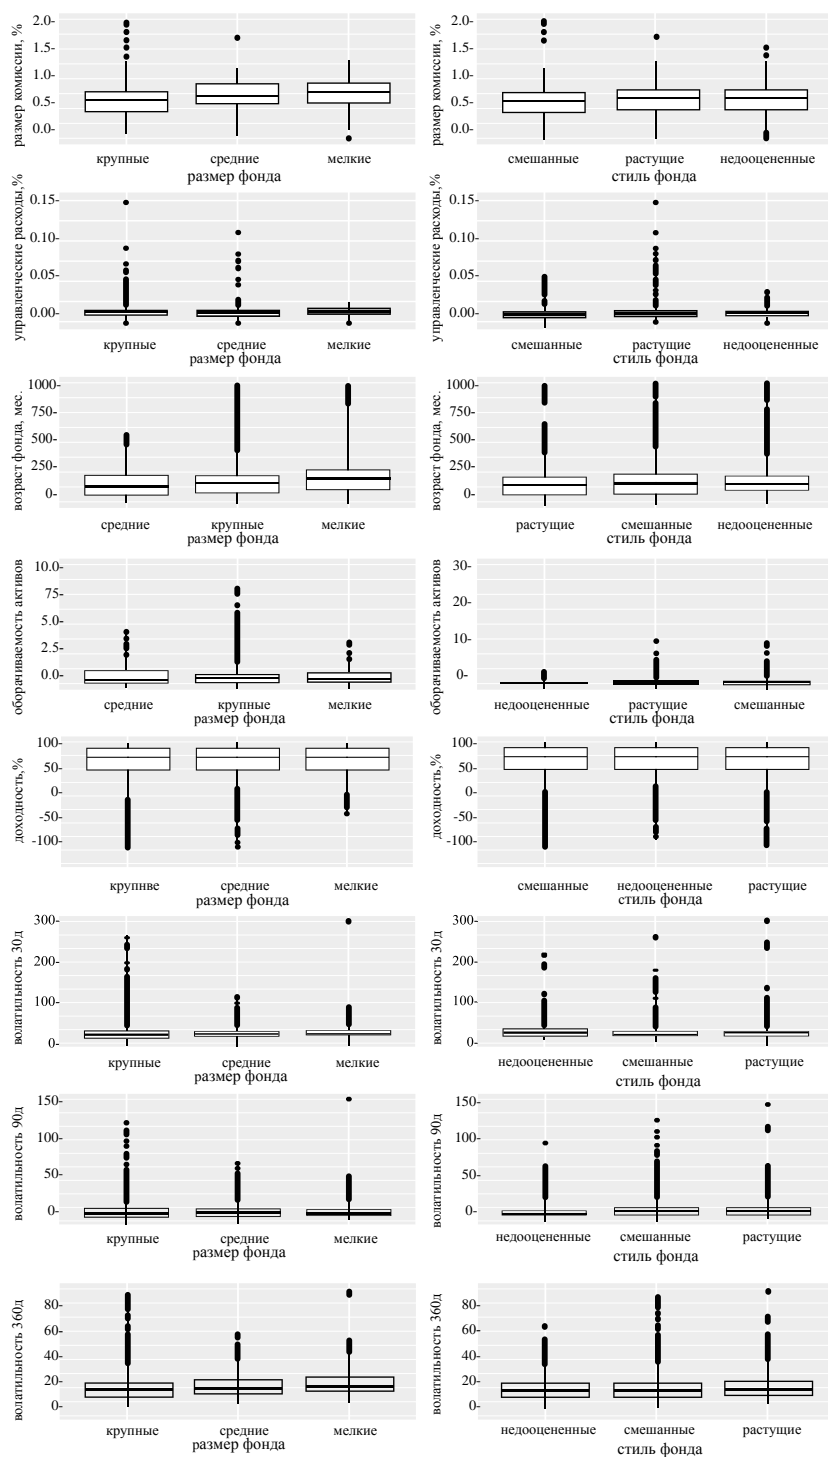 размер комиссии, %
2.0-
1.5-
1.0-
0.5-
0.0-
крупные средние мелкие
размер фонда
размер комиссии, %
2.0-
1.5-
1.0-
0.5-
0.0-
смешанные растущие недооцененные
стиль фонда
управленческие расходы,%
0.15-
0.10-
0.05-
0.00-
крупные средние мелкие
размер фонда
управленческие расходы,%
0.15-
0.10-
0.05-
0.00-
смешанные растущие недооцененные
стиль фонда
возраст фонда, мес.
1000-
750-
500-
250-
0-
средние крупные мелкие
размер фонда
возраст фонда, мес.
1000-
750-
500-
250-
0-
растущие смешанные недооцененные
стиль фонда
оборачиваемость активов
10.0-
7.5-
5.0-
2.5-
0.0-
средние крупные мелкие
размер фонда
оборачиваемость активов
30-
20-
10-
0-
недооцененные растущие смешанные
стиль фонда
доходность,%
100-
50-
0-
-50-
-100-
крупнве средние мелкие
размер фонда
доходность,%
100-
50-
0-
-50-
-100-
смешанные недооцененные растущие
стиль фонда
волатильность 30д
300-
200-
100-
0-
крупные средние мелкие
размер фонда
волатильность 30д
300-
200-
100-
0-
недооцененные смешанные растущие
стиль фонда
волатильность 90д
150-
100-
50-
0-
крупные средние мелкие
размер фонда
волатильность 90д
150-
100-
50-
0-
недооцененные смешанные растущие
стиль фонда
волатильность 360д
80-
60-
40-
20-
0-
крупные средние мелкие
размер фонда
волатильность 360д
80-
60-
40-
20-
0-
недооцененные смешанные растущие
стиль фонда